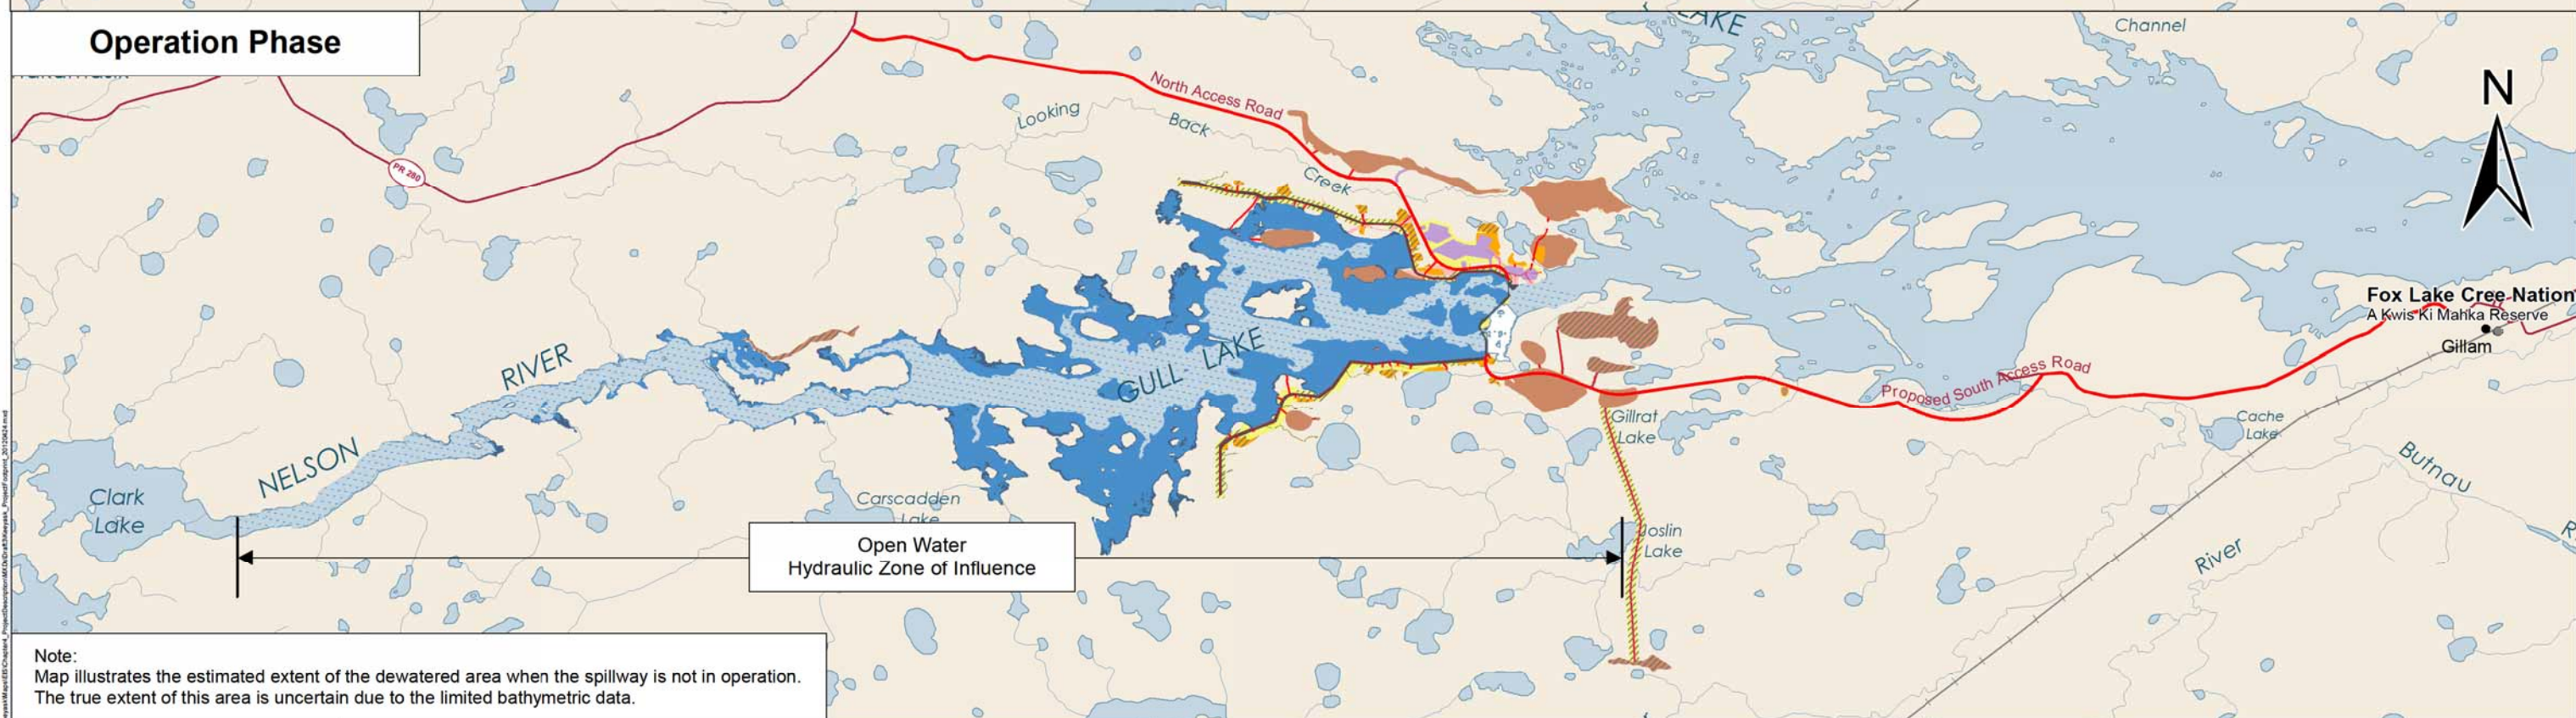 Operation Phase
LAKE
Channel
N
North Access Road
Looking
Back
Creek
PR 280
Fox Lake Cree Nation
A Kwis Ki Mahka Reserve
Gillam
RIVER
GULL LAKE
Proposed South Access Road
Gillrat
Lake
Cache
Lake
NELSON
Butnau
Clark
Lake
Carscadden
Lake
Joslin
Lake
Open Water
Hydraulic Zone of Influence
River
Note:
Map illustrates the estimated extent of the dewatered area when the spillway is not in operation.
The true extent of this area is uncertain due to the limited bathymetric data.